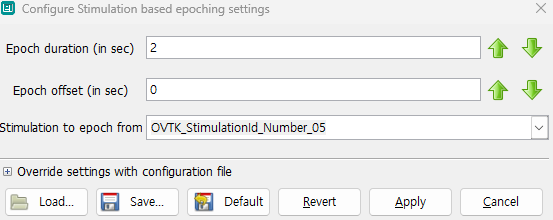 Configure Stimulation based epoching settings
Epoch duration (in sec) 2
Epoch offset (in sec) 0
Stimulation to epoch from OVTK_StimulationId_Number_05
Override settings with configuration file
Load... Save... Default Revert Apply Cancel